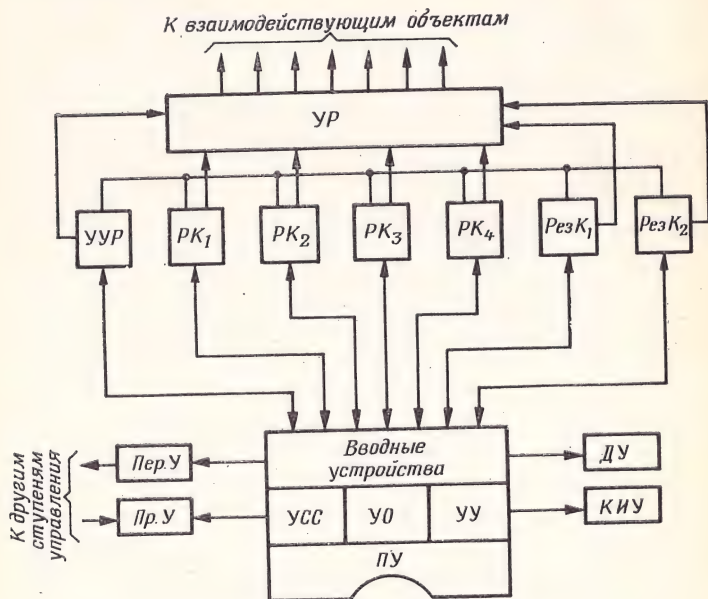 К взаимодействующим объектам
УР
УУР
РК1
РК2
РК3
РК4
РезК1
РезК2
К другим
ступеням
управления
Пер.У
Пр.У
Вводные
устройства
УСС
УО
УУ
ПУ
ДУ
КИУ